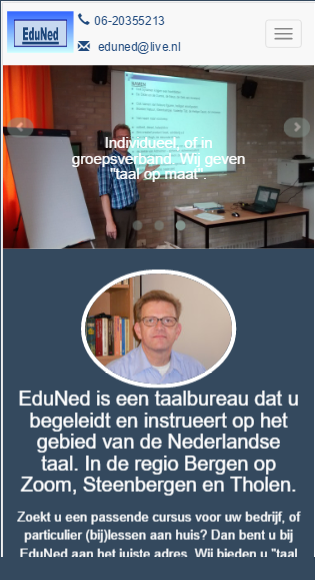 EduNed
06-20355213
eduned@live.nl
Individueel, of in
groepsverband. Wij geven
"taal op maat".
EduNed is een taalbureau dat u
begeleidt en instrueert op het
gebied van de Nederlandse
taal. In de regio Bergen op
Zoom, Steenbergen en Tholen.
Zoekt u een passende cursus voor uw bedrijf, of
particulier (bij)lessen aan huis? Dan bent u bij
EduNed aan het juiste adres. Wij bieden u "taal